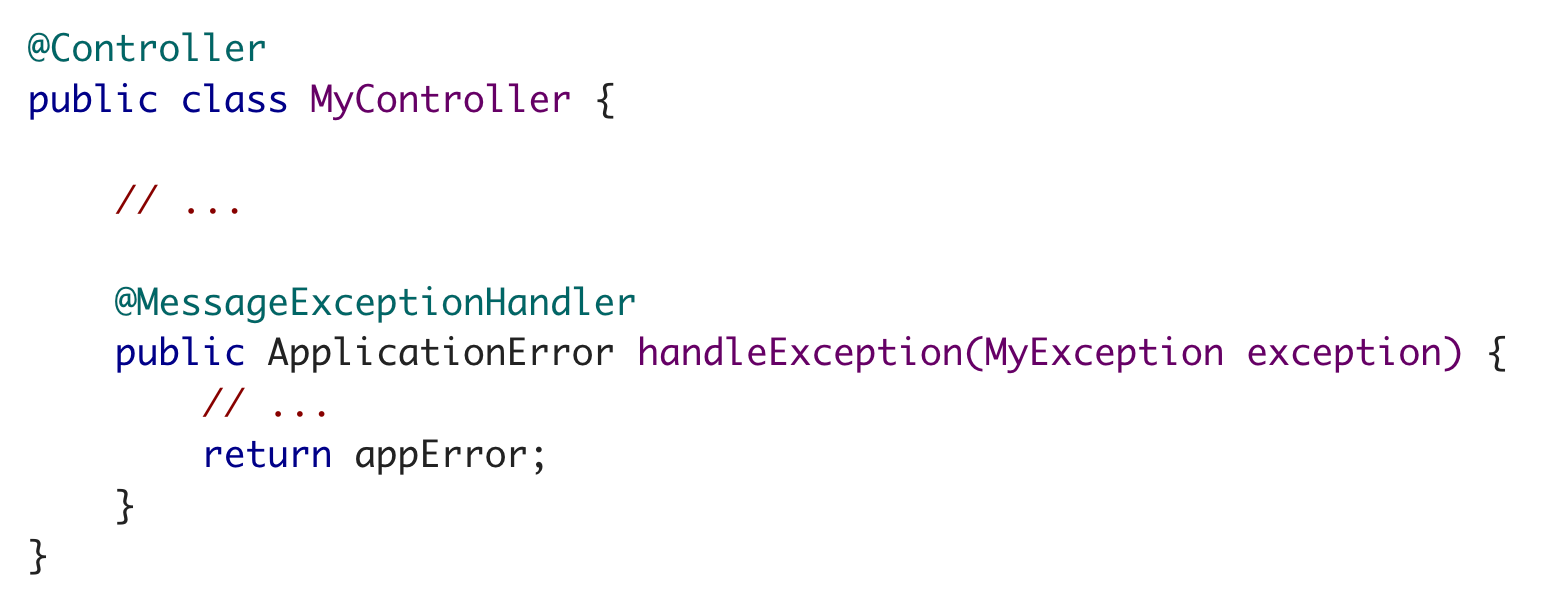 @Controller
public class MyController {
// ...
@MessageExceptionHandler
public ApplicationError handleException(MyException exception) {
// ...
return appError;
}
}